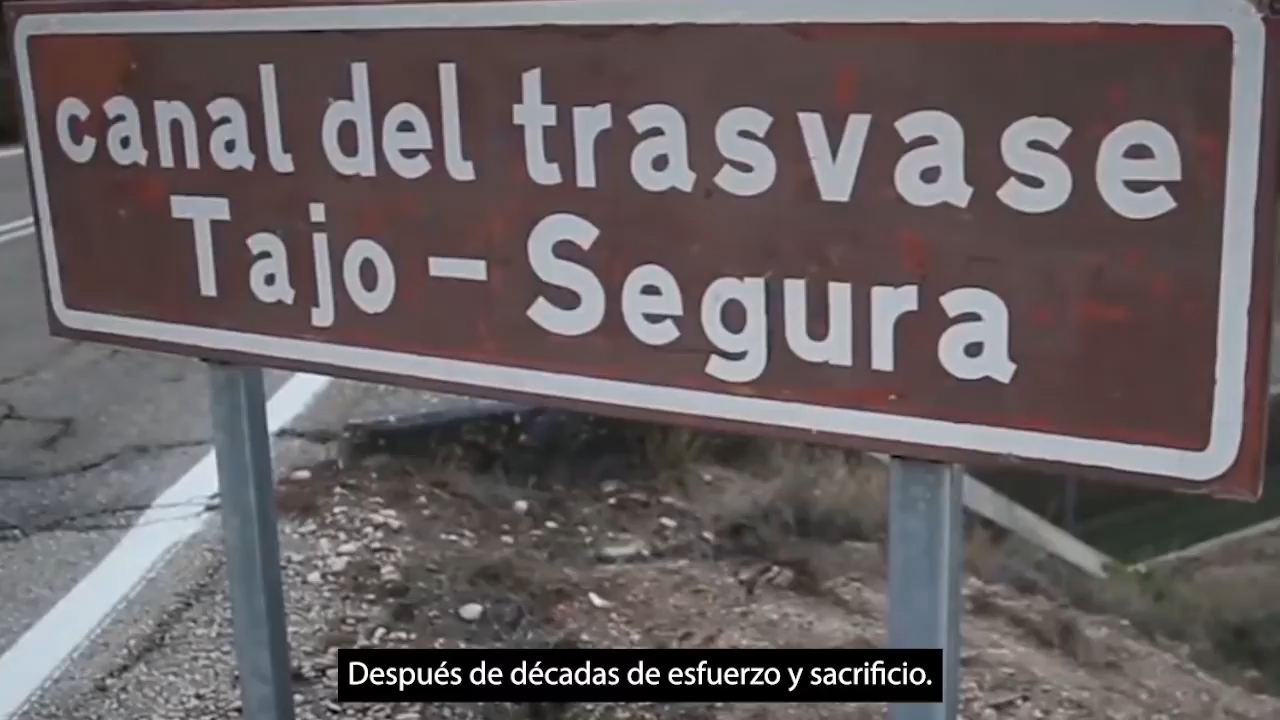 canal del trasvase
Tajo - Segura
Después de décadas de esfuerzo y sacrificio.